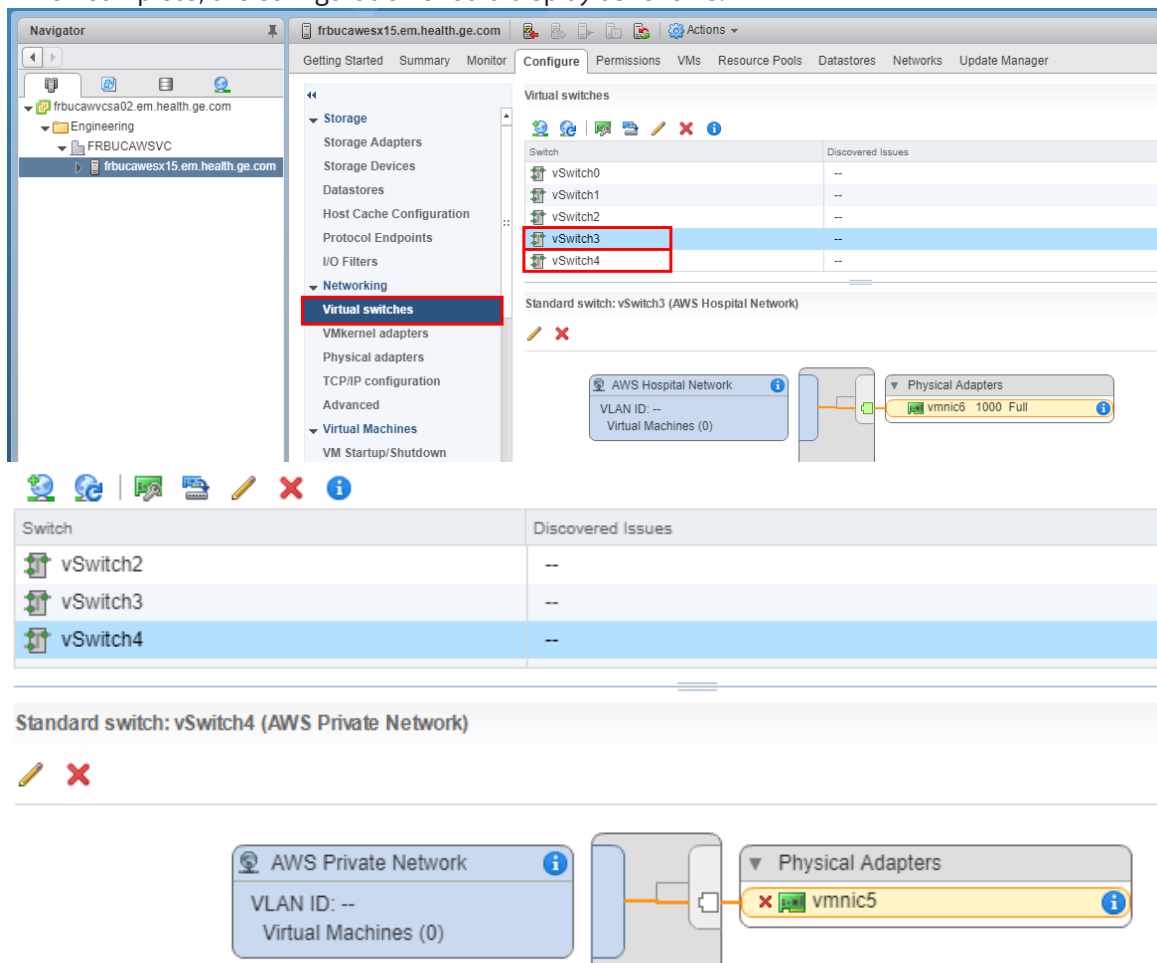 Navigator
frbucawesx15.em.health.ge.com
Actions
Getting Started Summary Monitor Configure Permissions VMs Resource Pools Datastores Networks Update Manager
frbucawvcsa02.em.health.ge.com
Engineering
FRBUCAWSVC
frbucawesx15.em.health.ge.com
Storage
Storage Adapters
Storage Devices
Datastores
Host Cache Configuration
Protocol Endpoints
I/O Filters
Networking
Virtual switches
VMkernel adapters
Physical adapters
TCP/IP configuration
Advanced
Virtual Machines
VM Startup/Shutdown
Virtual switches
Switch Discovered Issues
vSwitch0 --
vSwitch1 --
vSwitch2 --
vSwitch3 --
vSwitch4 --
Standard switch: vSwitch3 (AWS Hospital Network)
AWS Hospital Network
VLAN ID: --
Virtual Machines (0)
Physical Adapters
vmnic6 1000 Full
Switch Discovered Issues
vSwitch2 --
vSwitch3 --
vSwitch4 --
Standard switch: vSwitch4 (AWS Private Network)
AWS Private Network
VLAN ID: --
Virtual Machines (0)
Physical Adapters
vmnic5